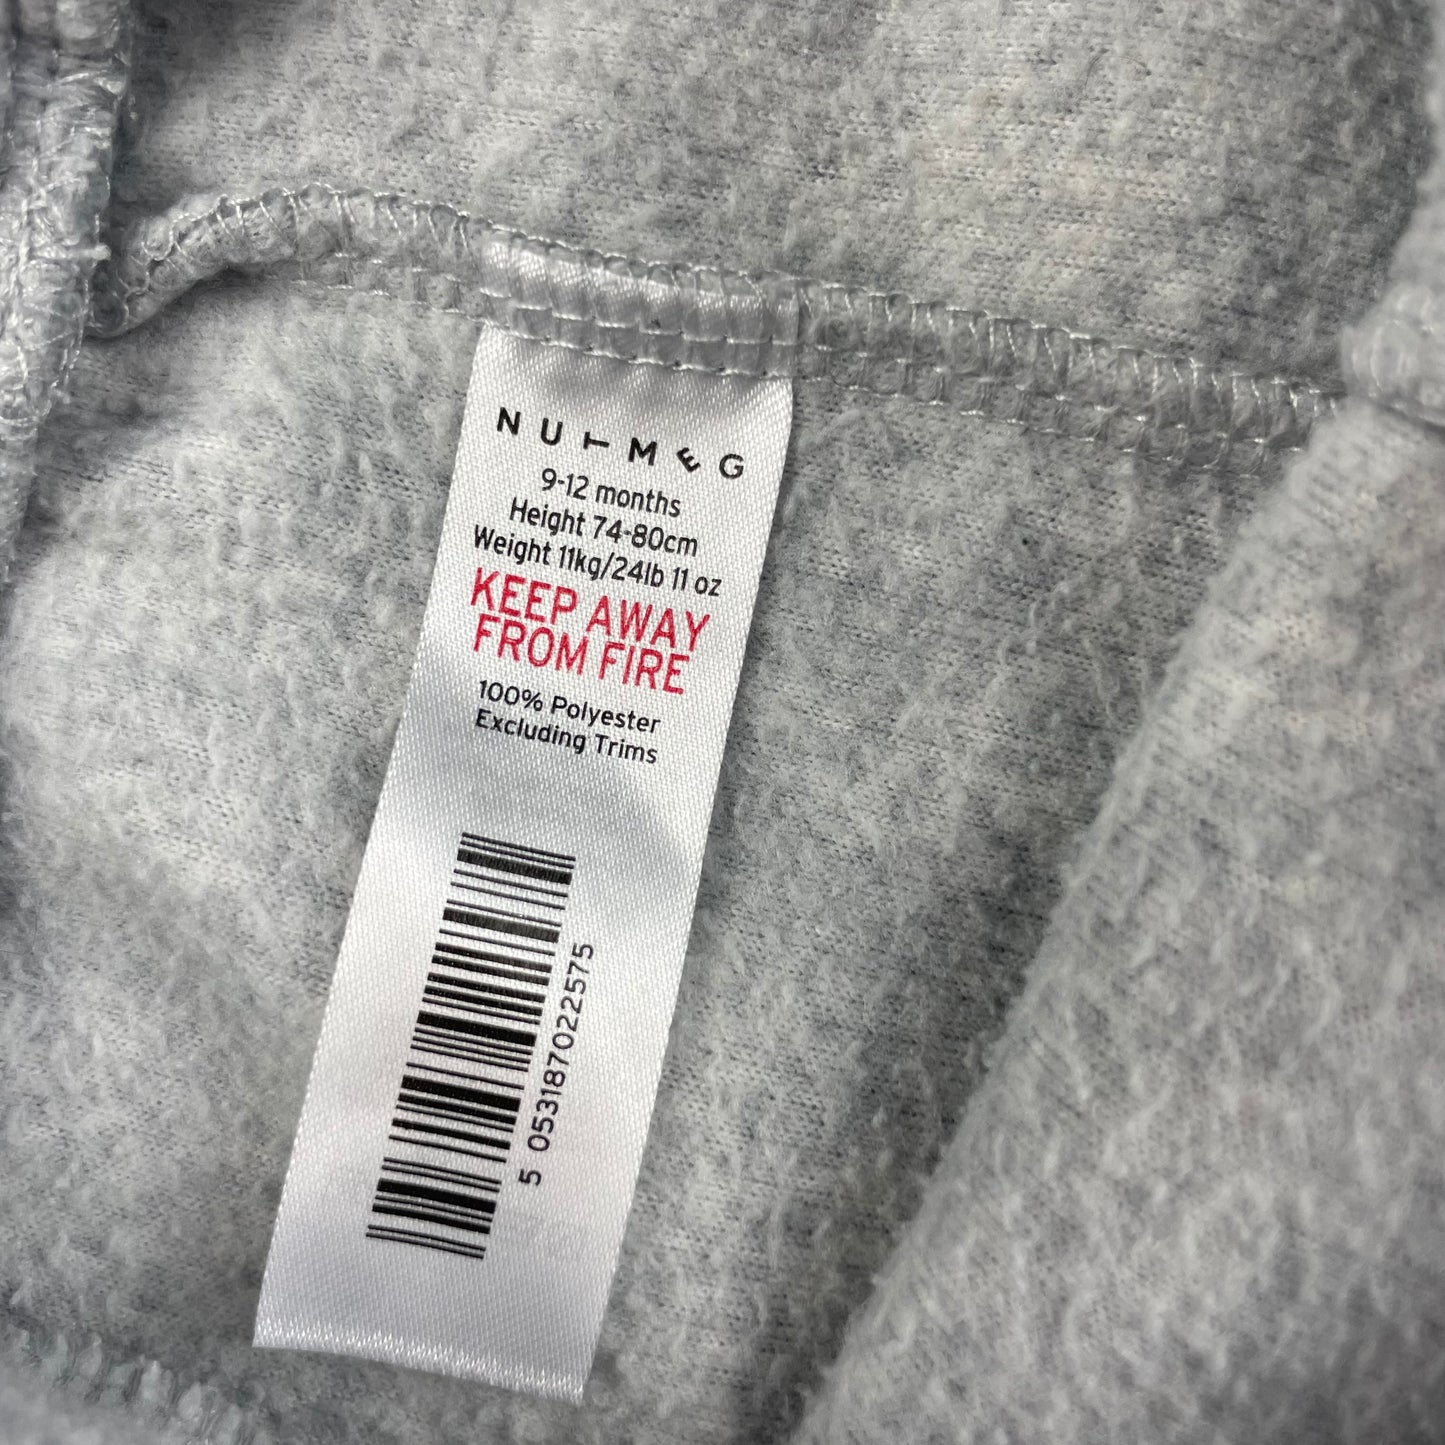 NUTMEG
9-12 months
Height 74-80cm
Weight 11kg/24lb 11 oz
KEEP AWAY
FROM FIRE
100% Polyester
Excluding Trims
5 053187 022575